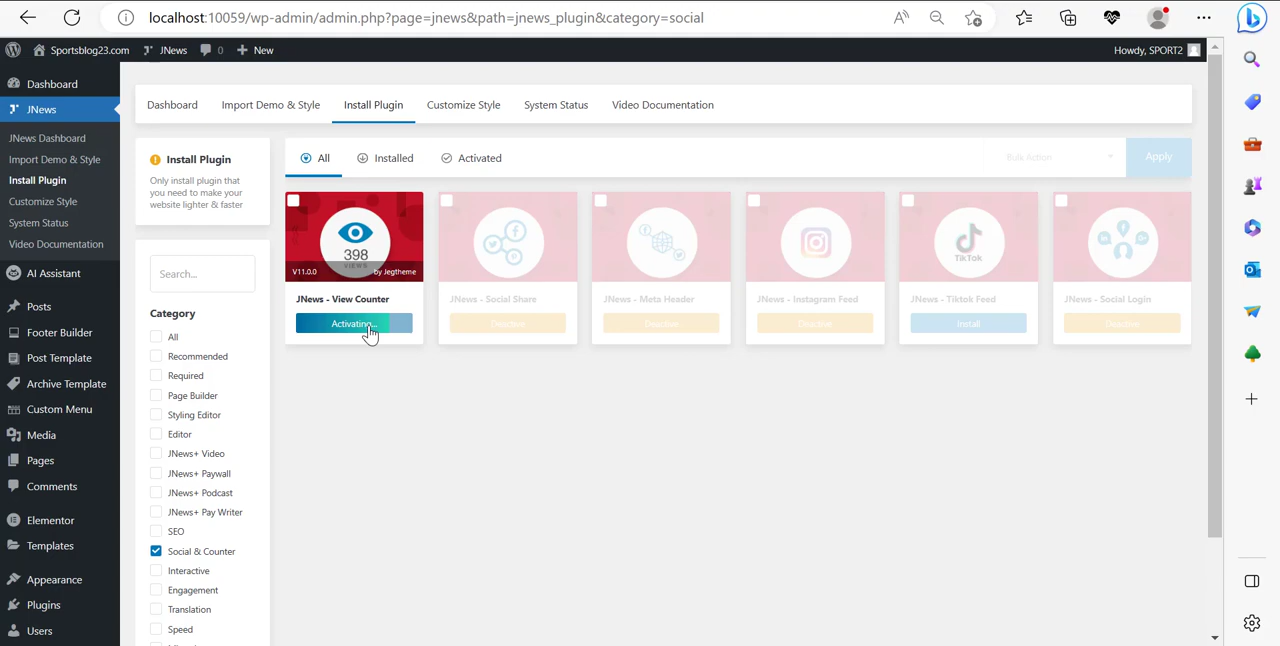 localhost:10059/wp-admin/admin.php?page=jnews&path=jnews_plugin&category=social
Sportsblog23.com JNews 0 New Howdy, SPORT2
Dashboard
JNews
JNews Dashboard
Import Demo & Style
Install Plugin
Customize Style
System Status
Video Documentation
AI Assistant
Posts
Footer Builder
Post Template
Archive Template
Custom Menu
Media
Pages
Comments
Elementor
Templates
Appearance
Plugins
Users
Dashboard Import Demo & Style Install Plugin Customize Style System Status Video Documentation
Install Plugin
Only install plugin that
you need to make your
website lighter & faster
Search...
Category
All
Recommended
Required
Page Builder
Styling Editor
Editor
JNews+ Video
JNews+ Paywall
JNews+ Podcast
JNews+ Pay Writer
SEO
Social & Counter
Interactive
Engagement
Translation
Speed
All Installed Activated Bulk Action Apply
398
VIEWS
V11.0.0 by Jegtheme
JNews - View Counter
Activating...
JNews - Social Share
Deactive
JNews - Meta Header
Deactive
JNews - Instagram Feed
Deactive
TikTok
JNews - Tiktok Feed
Install
JNews - Social Login
Deactive